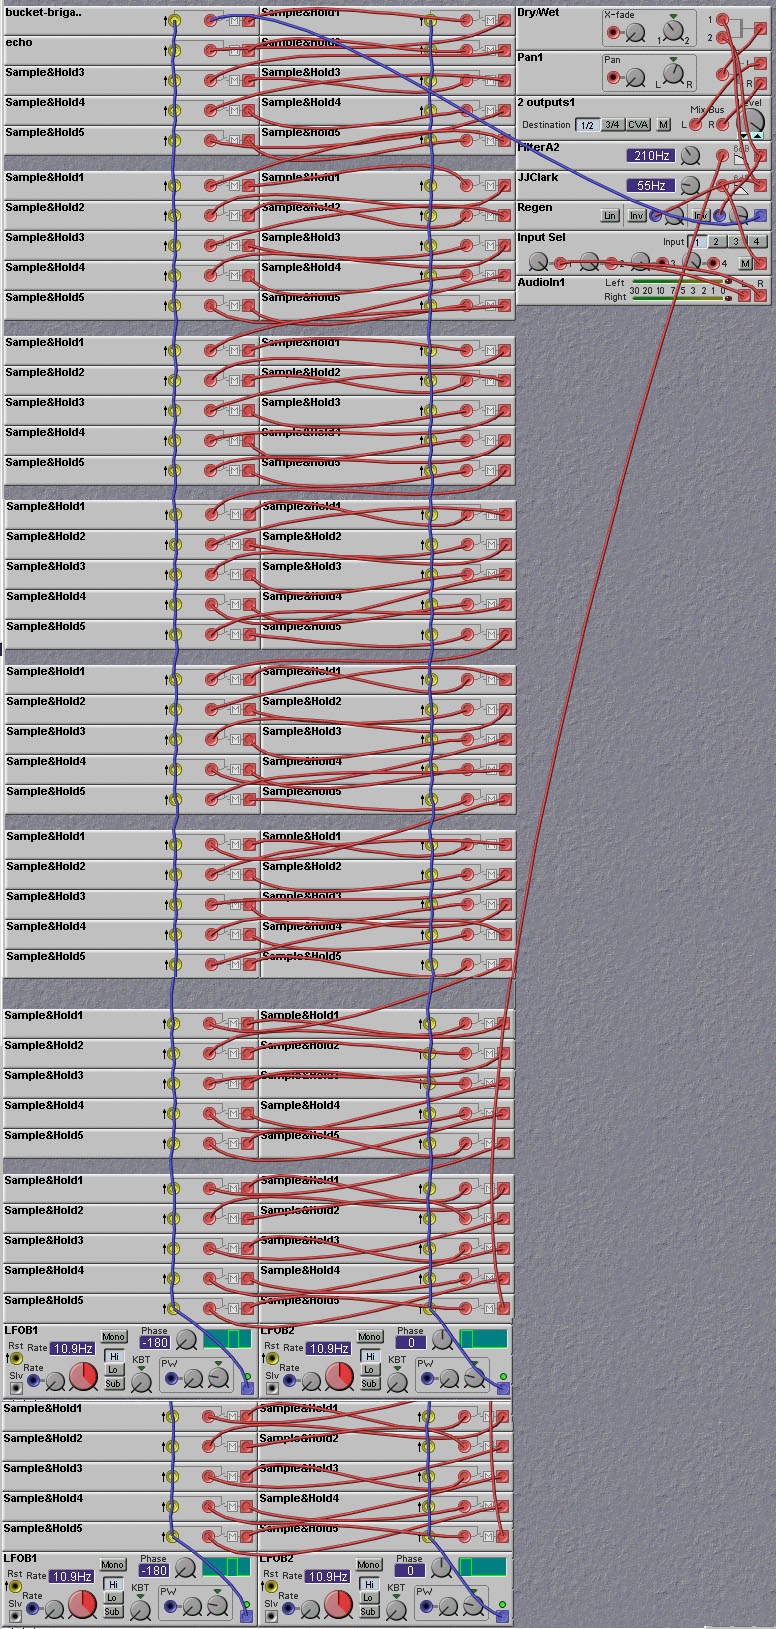 bucket-briga.. Sample&Hold1 Dry/Wet X-fade 1 2 1 2
echo Sample&Hold2
Sample&Hold3 Sample&Hold3 Pan1 Pan L R L R
Sample&Hold4 Sample&Hold4 2 outputs1 Mix Bus Level
Destination 1/2 3/4 CVA M L R
Sample&Hold5 Sample&Hold5
FilterA2 210Hz 6dB
Sample&Hold1 Sample&Hold1 JJClark 55Hz 6dB
Sample&Hold2 Sample&Hold2 Regen Lin Inv Inv
Sample&Hold3 Sample&Hold3 Input Sel Input 1 2 3 4
Sample&Hold4 Sample&Hold4 1 2 3 4 M
AudioIn1 Left L R
30 20 10 7 5 3 2 1 0
Sample&Hold5 Sample&Hold5 Right
Sample&Hold1 Sample&Hold1
Sample&Hold2 Sample&Hold2
Sample&Hold3 Sample&Hold3
Sample&Hold4 Sample&Hold4
Sample&Hold5 Sample&Hold5
Sample&Hold1 Sample&Hold1
Sample&Hold2 Sample&Hold2
Sample&Hold3 Sample&Hold3
Sample&Hold4 Sample&Hold4
Sample&Hold5 Sample&Hold5
Sample&Hold1 Sample&Hold1
Sample&Hold2 Sample&Hold2
Sample&Hold3 Sample&Hold3
Sample&Hold4 Sample&Hold4
Sample&Hold5 Sample&Hold5
Sample&Hold1 Sample&Hold1
Sample&Hold2 Sample&Hold2
Sample&Hold3 Sample&Hold3
Sample&Hold4 Sample&Hold4
Sample&Hold5 Sample&Hold5
Sample&Hold1 Sample&Hold1
Sample&Hold2 Sample&Hold2
Sample&Hold3
Sample&Hold4 Sample&Hold4
Sample&Hold5 Sample&Hold5
Sample&Hold1 Sample&Hold1
Sample&Hold2 Sample&Hold2
Sample&Hold3 Sample&Hold3
Sample&Hold4 Sample&Hold4
Sample&Hold5 Sample&Hold5
LFOB1 Mono Phase LFOB2 Mono Phase
Rst Rate 10.9Hz -180 Rst Rate 10.9Hz 0
Rate Hi KBT PW Rate Hi KBT PW
Slv Lo Slv Lo
Sub Sub
Sample&Hold1 Sample&Hold1
Sample&Hold2 Sample&Hold2
Sample&Hold3 Sample&Hold3
Sample&Hold4 Sample&Hold4
Sample&Hold5 Sample&Hold5
LFOB1 Mono Phase LFOB2 Mono Phase
Rst Rate 10.9Hz -180 Rst Rate 10.9Hz 0
Rate Hi KBT PW Rate Hi KBT PW
Slv Lo Slv Lo
Sub Sub